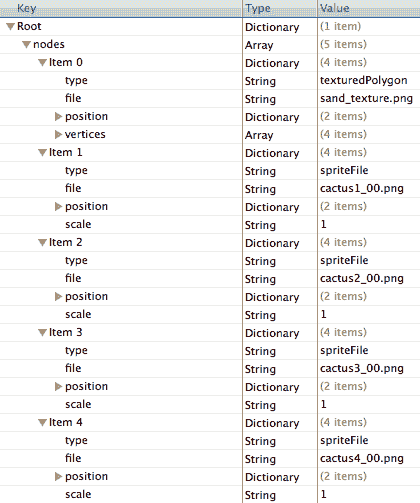 Key Type Value
Root Dictionary (1 item)
nodes Array (5 items)
Item 0 Dictionary (4 items)
type String texturedPolygon
file String sand_texture.png
position Dictionary (2 items)
vertices Array (4 items)
Item 1 Dictionary (4 items)
type String spriteFile
file String cactus1_00.png
position Dictionary (2 items)
scale String 1
Item 2 Dictionary (4 items)
type String spriteFile
file String cactus2_00.png
position Dictionary (2 items)
scale String 1
Item 3 Dictionary (4 items)
type String spriteFile
file String cactus3_00.png
position Dictionary (2 items)
scale String 1
Item 4 Dictionary (4 items)
type String spriteFile
file String cactus4_00.png
position Dictionary (2 items)
scale String 1